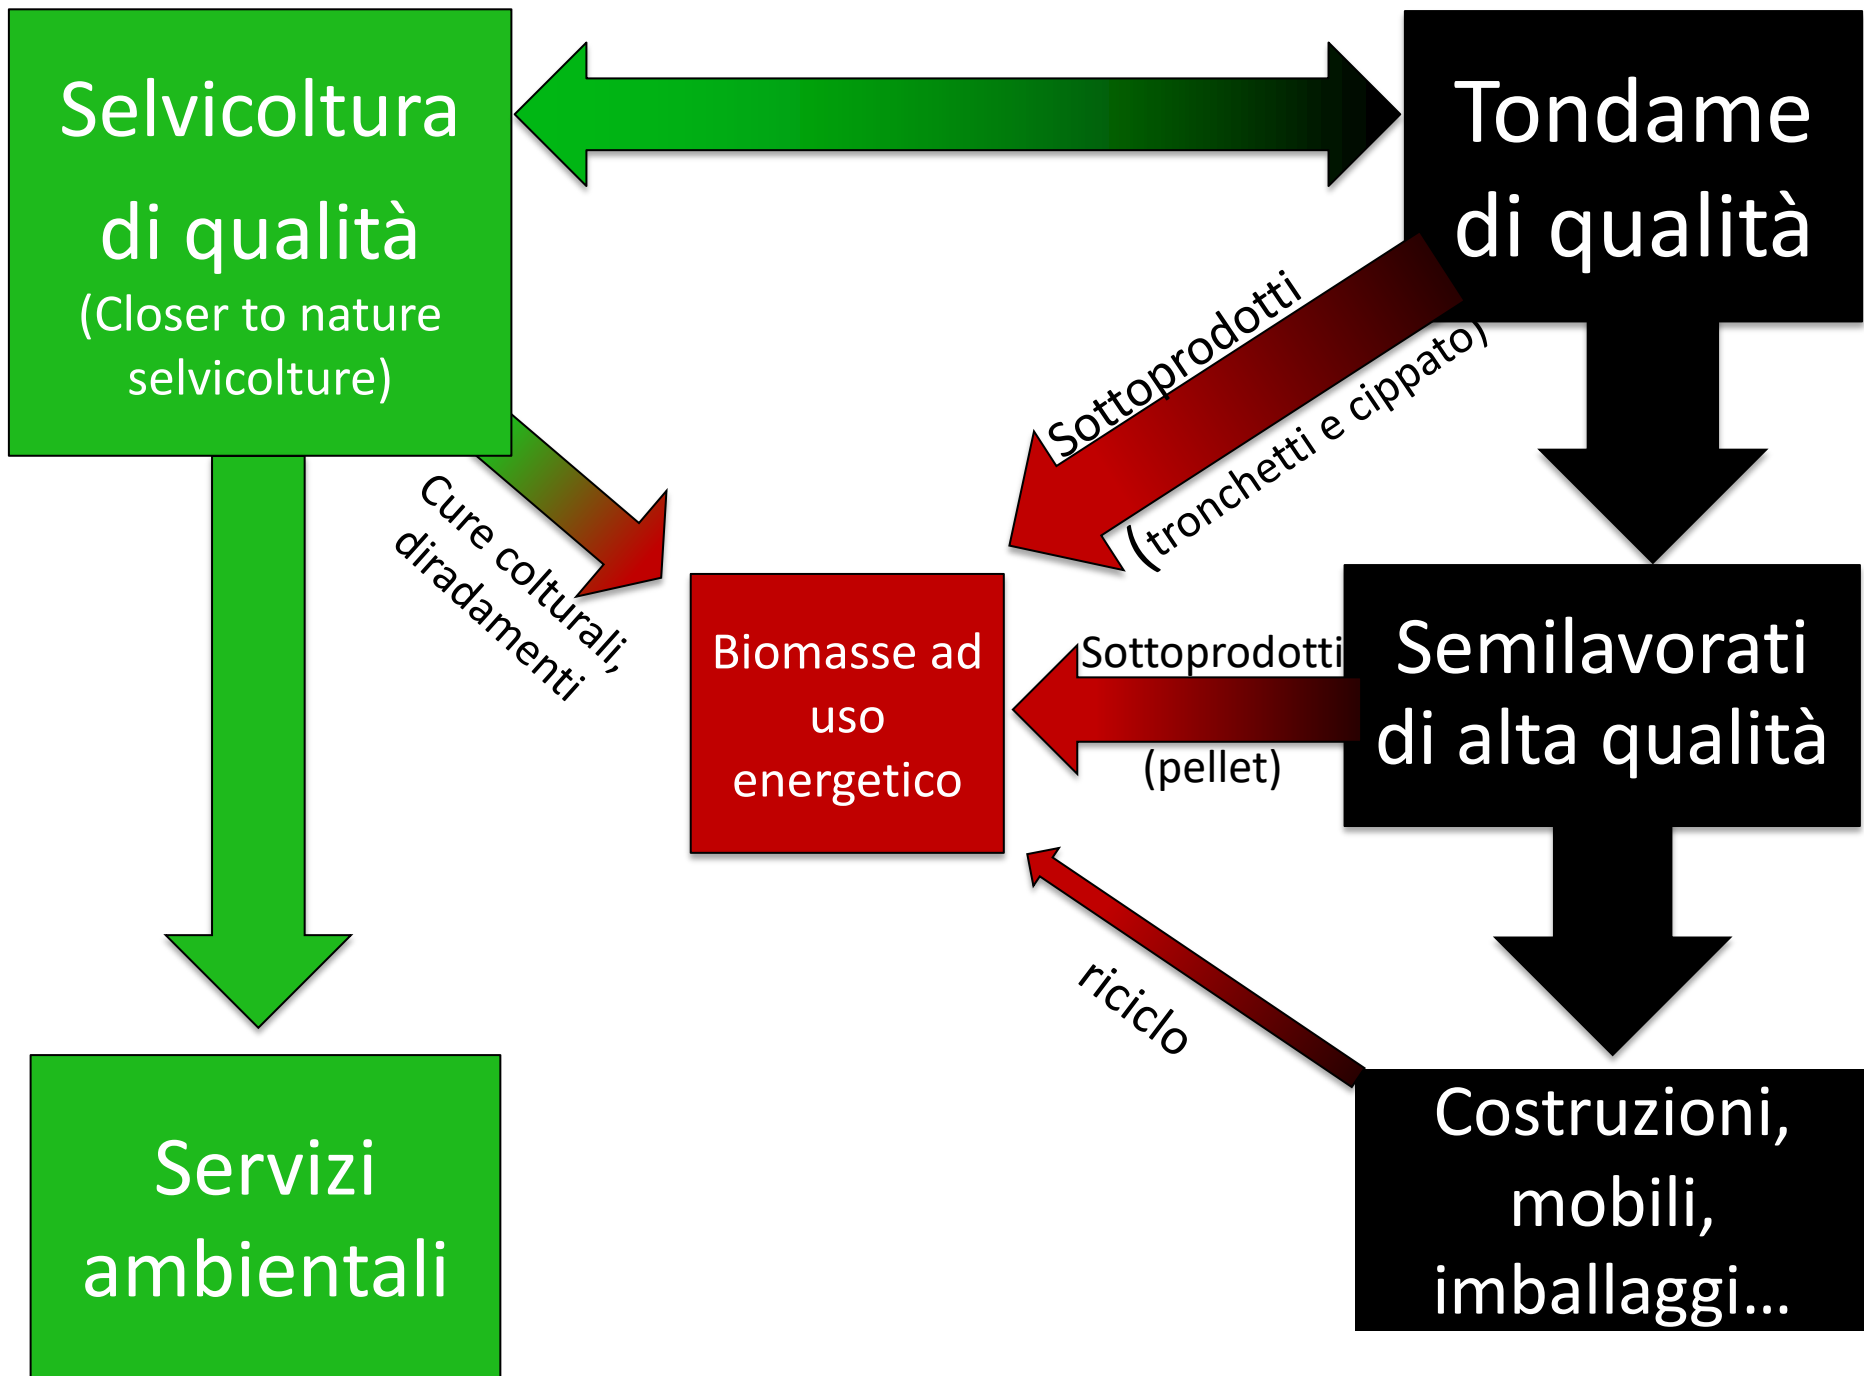 Selvicoltura
di qualità
(Closer to nature
selvicolture)
Tondame
di qualità
Sottoprodotti
(tronchetti e cippato)
Cure colturali,
diradamenti
Biomasse ad
uso
energetico
Sottoprodotti
(pellet)
Semilavorati
di alta qualità
riciclo
Servizi
ambientali
Costruzioni,
mobili,
imballaggi...